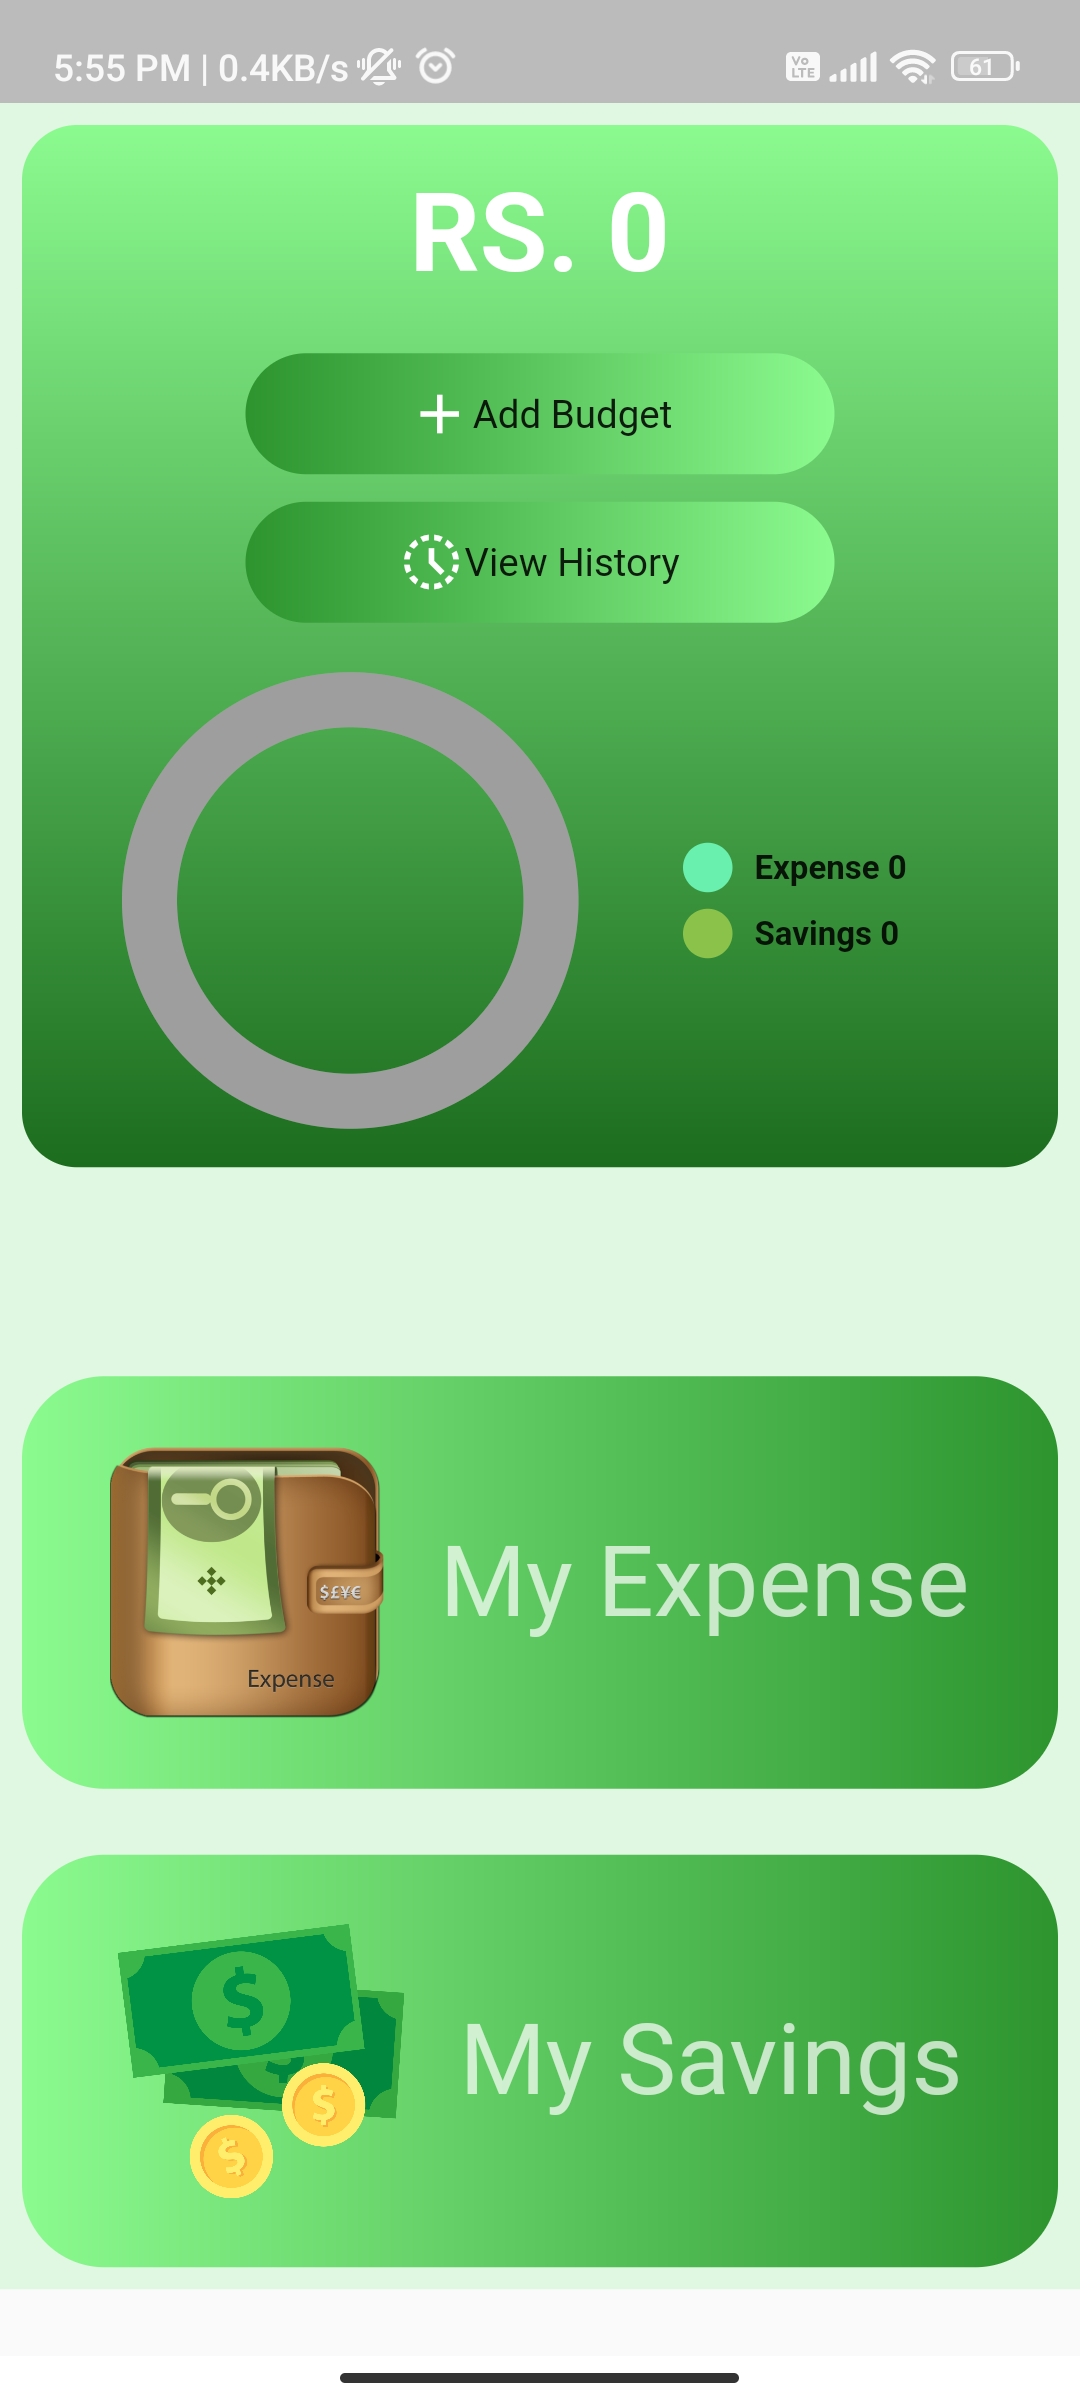 5:55 PM | 0.4KB/s
Vo
LTE
61
RS. 0
Add Budget
View History
Expense 0
Savings 0
$£¥€
Expense
My Expense
$
$
$
$
My Savings